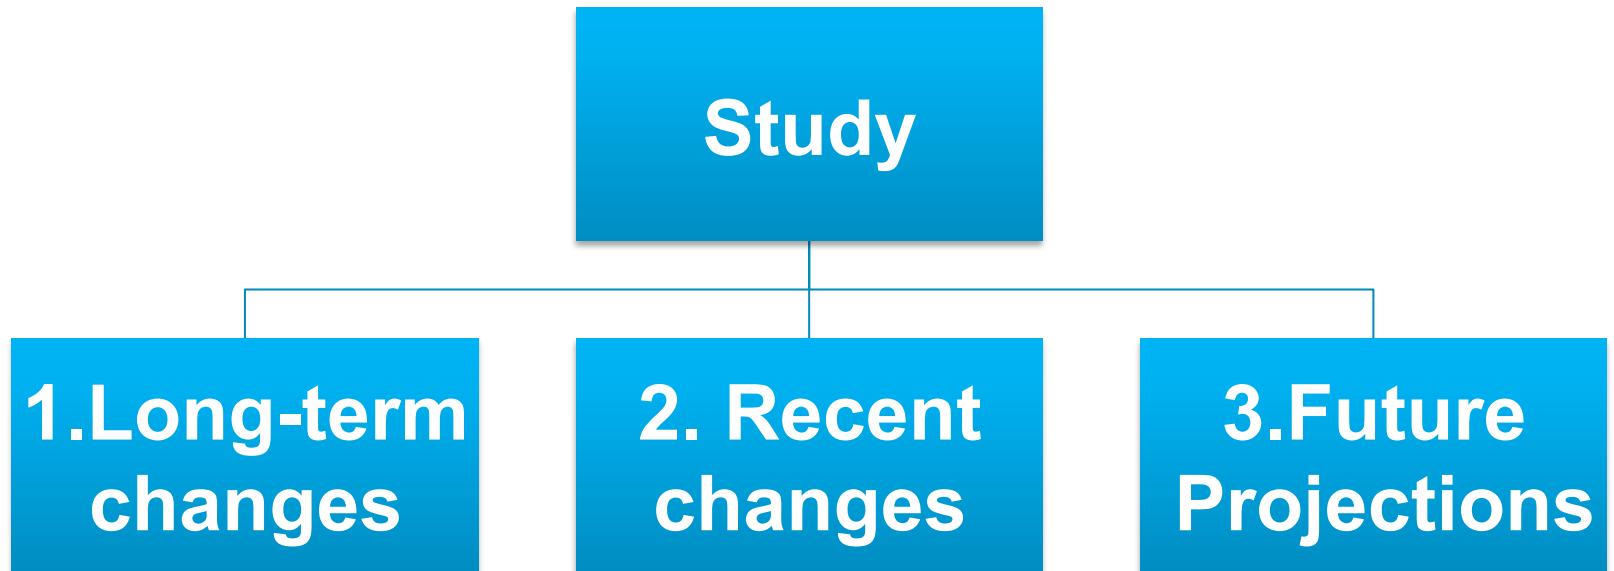 Study
1.Long-term
changes
2. Recent
changes
3.Future
Projections